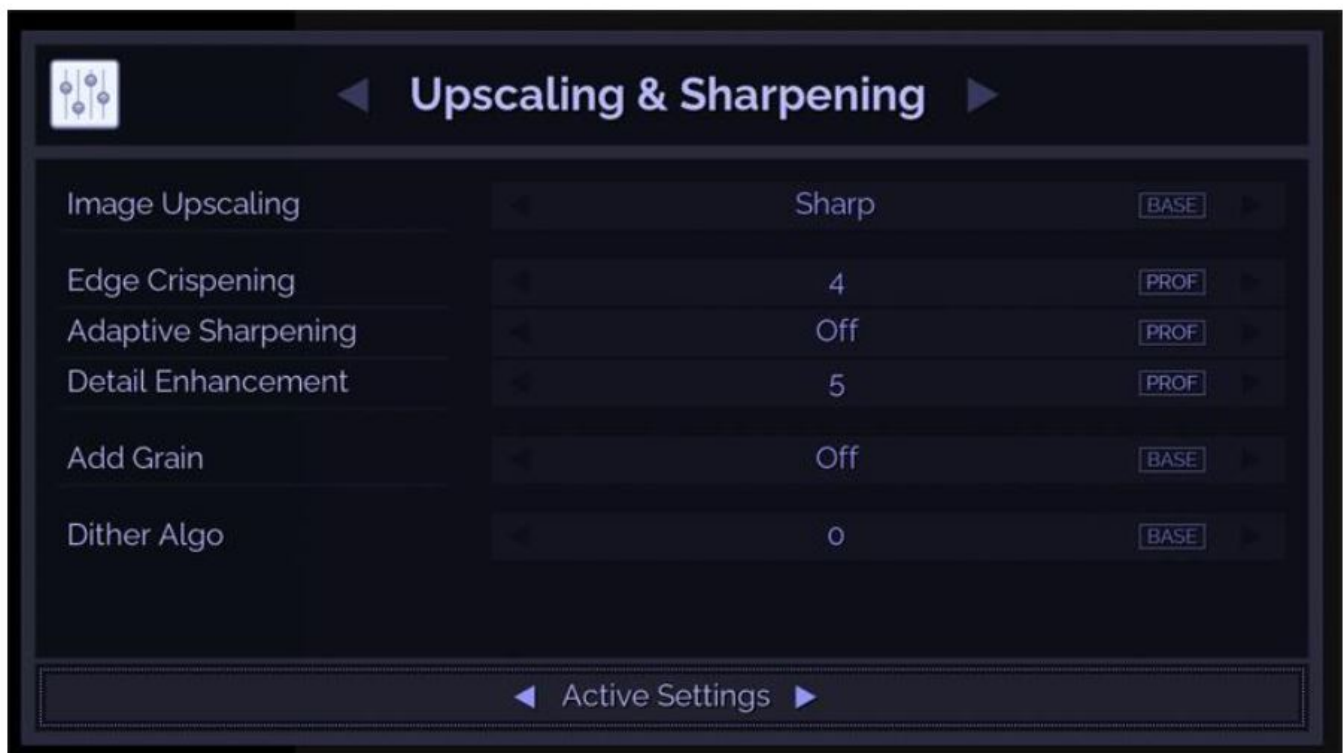 Upscaling & Sharpening
Image Upscaling Sharp BASE
Edge Crispening 4 PROF
Adaptive Sharpening Off PROF
Detail Enhancement 5 PROF
Add Grain Off BASE
Dither Algo 0 BASE
Active Settings